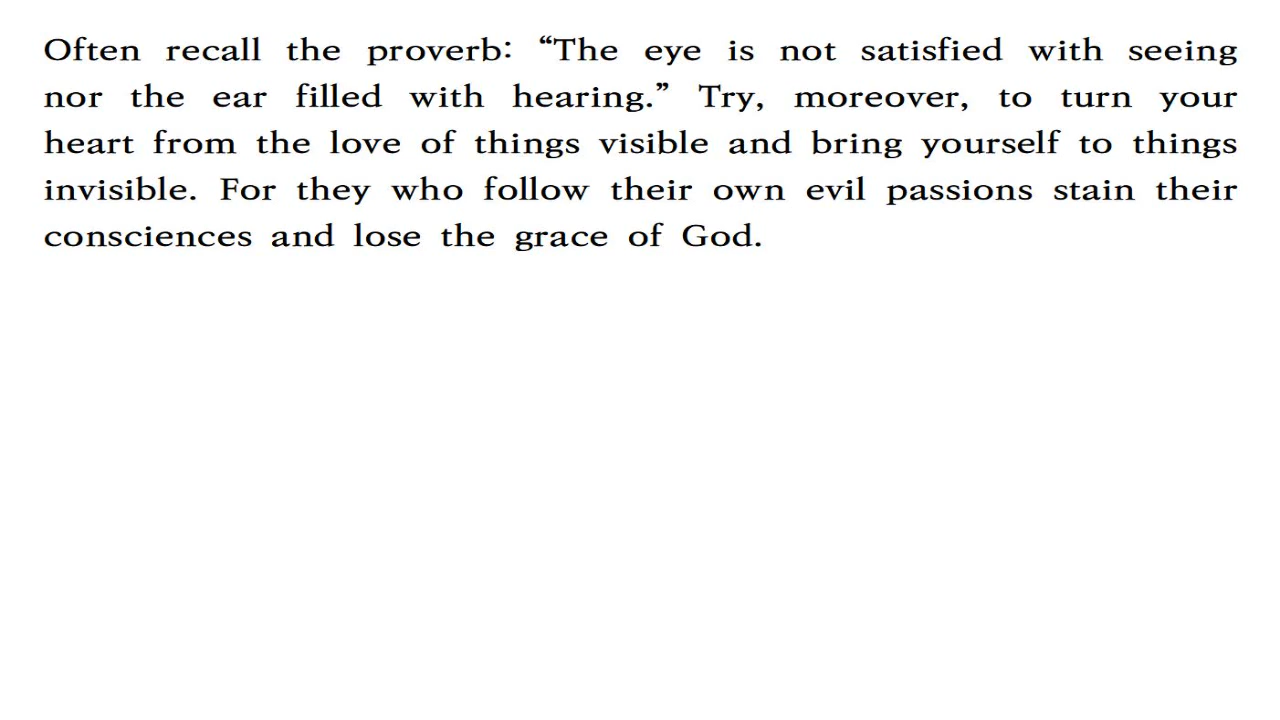 Often recall the proverb: “The eye is not satisfied with seeing
nor the ear filled with hearing.” Try, moreover, to turn your
heart from the love of things visible and bring yourself to things
invisible. For they who follow their own evil passions stain their
consciences and lose the grace of God.